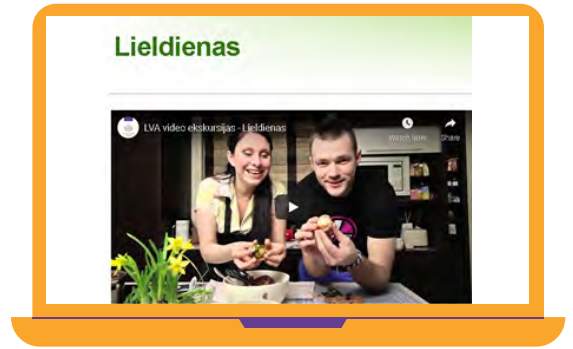 Lieldienas
LVA video ekskursijas - Lieldienas
Watch later
Share